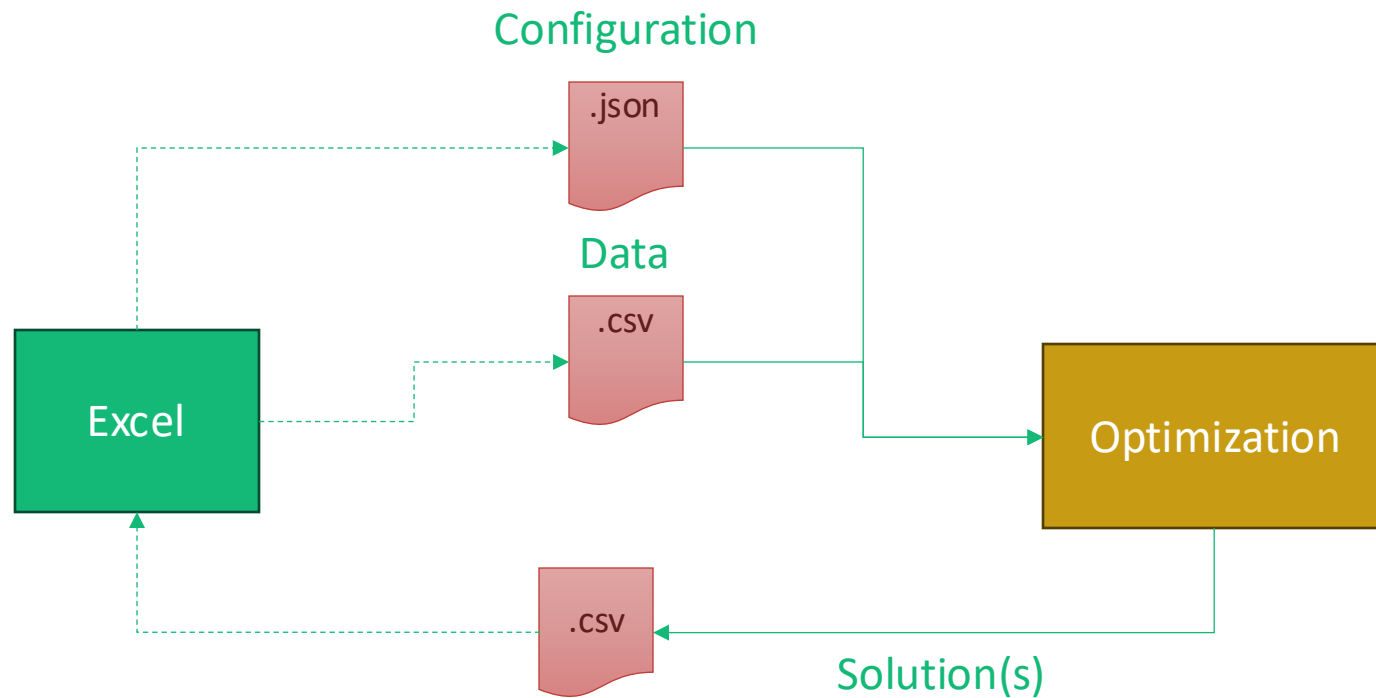 Configuration
.json
Data
.csv
Excel
Optimization
.csv
Solution(s)